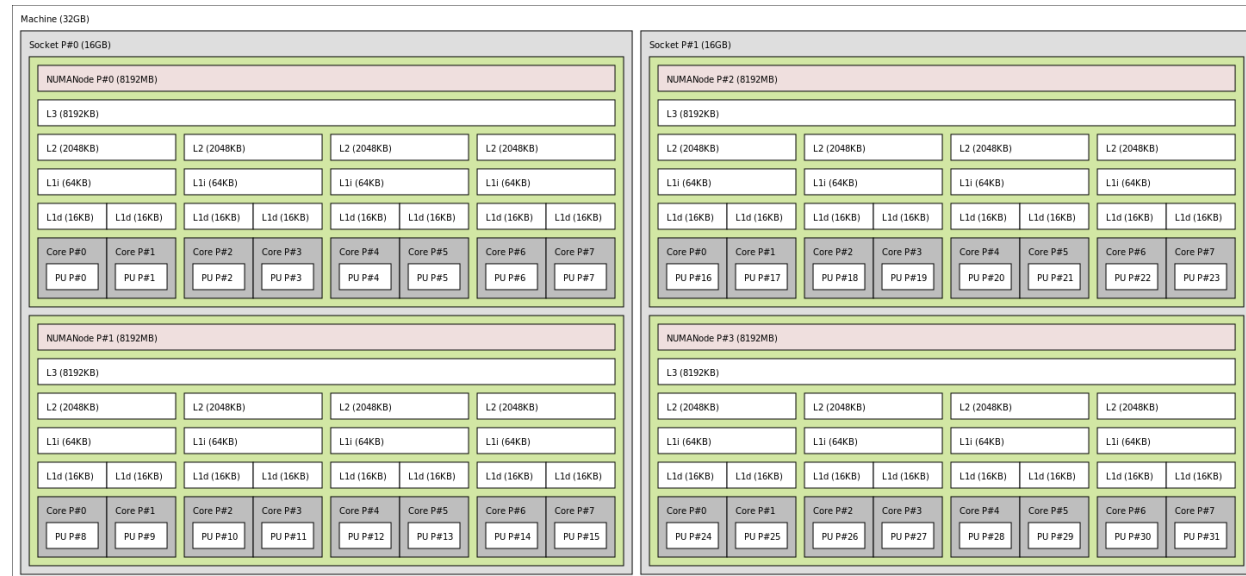 Machine (32GB)
Socket P#0 (16GB)
NUMANode P#0 (8192MB)
L3 (8192KB)
L2 (2048KB) L2 (2048KB) L2 (2048KB) L2 (2048KB)
L1i (64KB) L1i (64KB) L1i (64KB) L1i (64KB)
L1d (16KB) L1d (16KB) L1d (16KB) L1d (16KB) L1d (16KB) L1d (16KB) L1d (16KB) L1d (16KB)
Core P#0 Core P#1 Core P#2 Core P#3 Core P#4 Core P#5 Core P#6 Core P#7
PU P#0 PU P#1 PU P#2 PU P#3 PU P#4 PU P#5 PU P#6 PU P#7
NUMANode P#1 (8192MB)
L3 (8192KB)
L2 (2048KB) L2 (2048KB) L2 (2048KB) L2 (2048KB)
L1i (64KB) L1i (64KB) L1i (64KB) L1i (64KB)
L1d (16KB) L1d (16KB) L1d (16KB) L1d (16KB) L1d (16KB) L1d (16KB) L1d (16KB) L1d (16KB)
Core P#0 Core P#1 Core P#2 Core P#3 Core P#4 Core P#5 Core P#6 Core P#7
PU P#8 PU P#9 PU P#10 PU P#11 PU P#12 PU P#13 PU P#14 PU P#15
Socket P#1 (16GB)
NUMANode P#2 (8192MB)
L3 (8192KB)
L2 (2048KB) L2 (2048KB) L2 (2048KB) L2 (2048KB)
L1i (64KB) L1i (64KB) L1i (64KB) L1i (64KB)
L1d (16KB) L1d (16KB) L1d (16KB) L1d (16KB) L1d (16KB) L1d (16KB) L1d (16KB) L1d (16KB)
Core P#0 Core P#1 Core P#2 Core P#3 Core P#4 Core P#5 Core P#6 Core P#7
PU P#16 PU P#17 PU P#18 PU P#19 PU P#20 PU P#21 PU P#22 PU P#23
NUMANode P#3 (8192MB)
L3 (8192KB)
L2 (2048KB) L2 (2048KB) L2 (2048KB) L2 (2048KB)
L1i (64KB) L1i (64KB) L1i (64KB) L1i (64KB)
L1d (16KB) L1d (16KB) L1d (16KB) L1d (16KB) L1d (16KB) L1d (16KB) L1d (16KB) L1d (16KB)
Core P#0 Core P#1 Core P#2 Core P#3 Core P#4 Core P#5 Core P#6 Core P#7
PU P#24 PU P#25 PU P#26 PU P#27 PU P#28 PU P#29 PU P#30 PU P#31